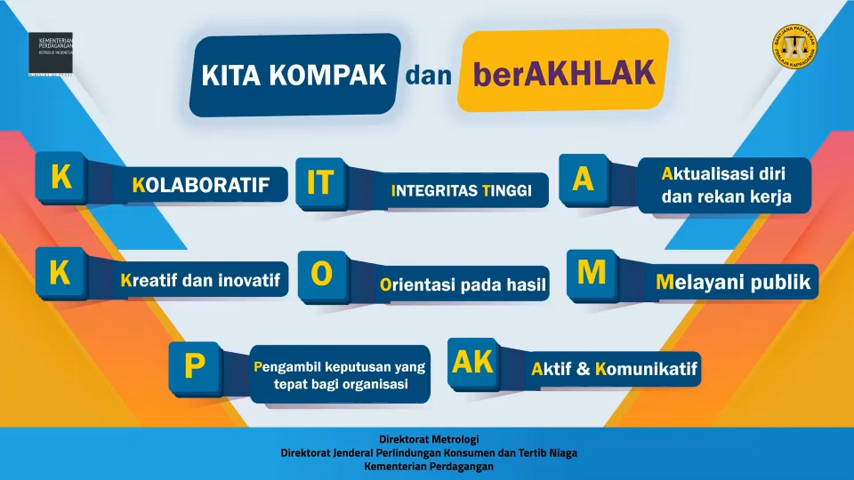 KEMENTERIAN
PERDAGANGAN
REPUBLIK INDONESIA
KITA KOMPAK dan berAKHLAK
K KOLABORATIF
IT INTEGRITAS TINGGI
A Aktualisasi diri
dan rekan kerja
K Kreatif dan inovatif
O Orientasi pada hasil
M Melayani publik
P Pengambil keputusan yang
tepat bagi organisasi
AK Aktif & Komunikatif
Direktorat Metrologi
Direktorat Jenderal Perlindungan Konsumen dan Tertib Niaga
Kementerian Perdagangan